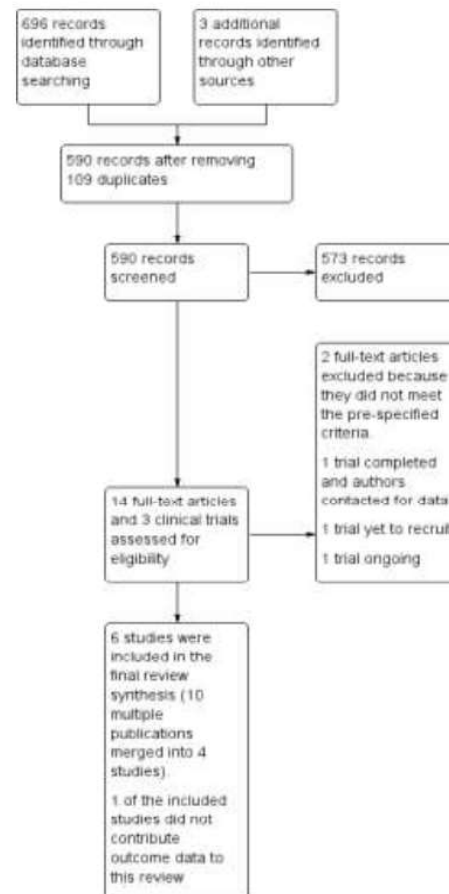 696 records
identified through
database
searching
3 additional
records identified
through other
sources
590 records after removing
109 duplicates
590 records
screened
573 records
excluded
2 full-text articles
excluded because
they did not meet
the pre-specified
criteria.
1 trial completed
and authors
contacted for data
1 trial yet to recruit
1 trial ongoing
14 full-text articles
and 3 clinical trials
assessed for
eligibility
6 studies were
included in the
final review
synthesis (10
multiple
publications
merged into 4
studies).
1 of the included
studies did not
contribute
outcome data to
this review